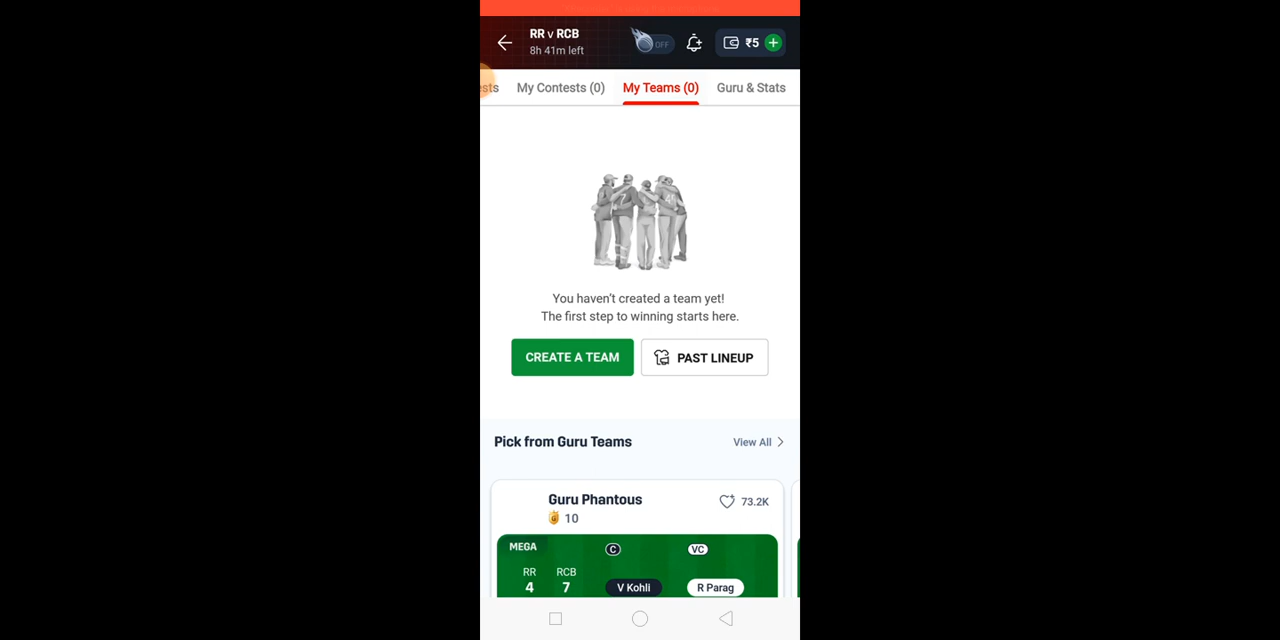 RR v RCB
8h 41m left
OFF
₹5
ests
My Contests (0)
My Teams (0)
Guru & Stats
You haven't created a team yet!
The first step to winning starts here.
CREATE A TEAM
PAST LINEUP
Pick from Guru Teams
View All
Guru Phantous
73.2K
10
MEGA
C
VC
RR
RCB
4
7
V Kohli
R Parag